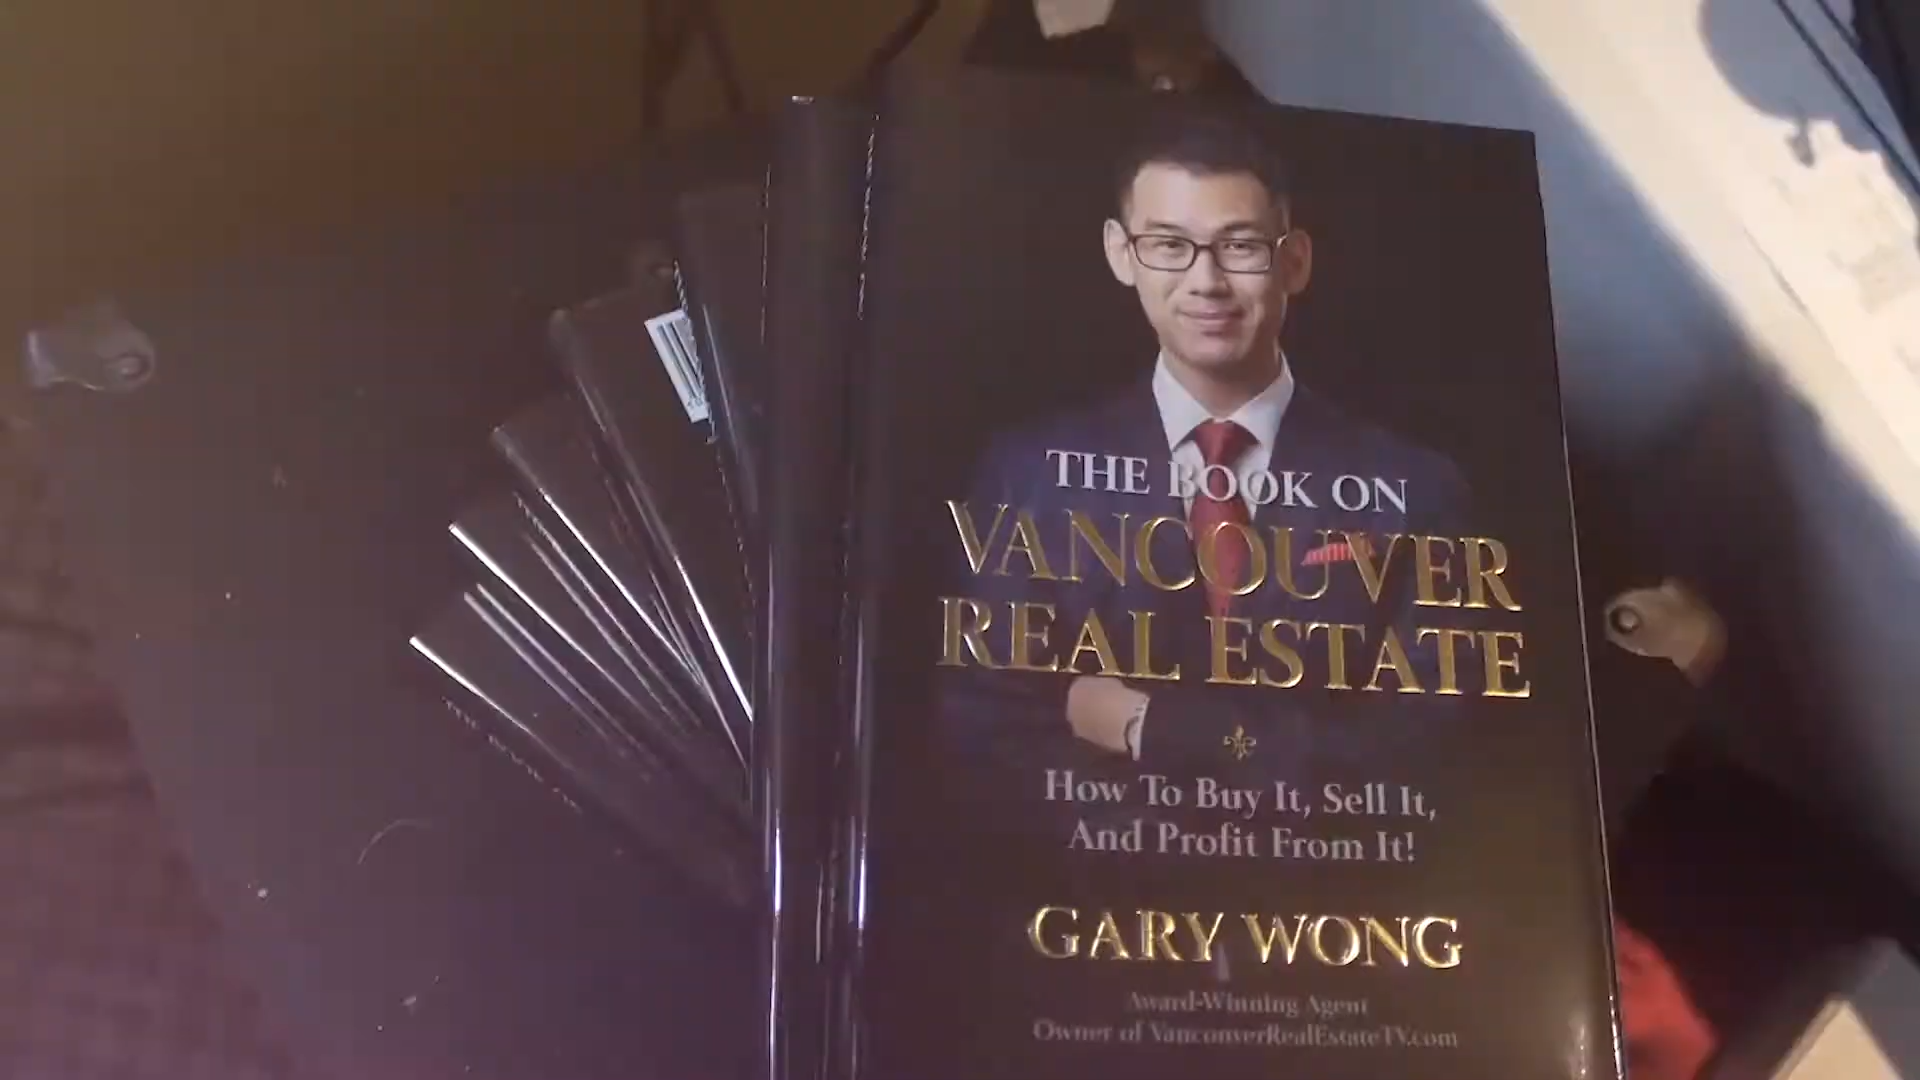 THE BOOK ON
VANCOUVER
REAL ESTATE
How To Buy It, Sell It,
And Profit From It!
GARY WONG
Award-Winning Agent
Owner of VancouverRealEstateTV.com